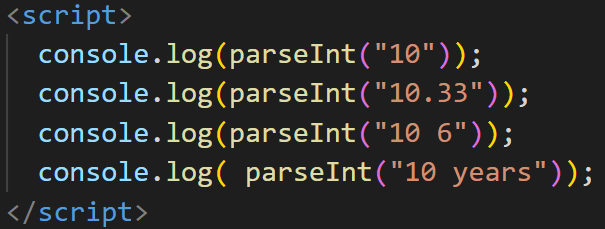 <script>
console.log(parseInt("10"));
console.log(parseInt("10.33"));
console.log(parseInt("10 6"));
console.log( parseInt("10 years"));
</script>